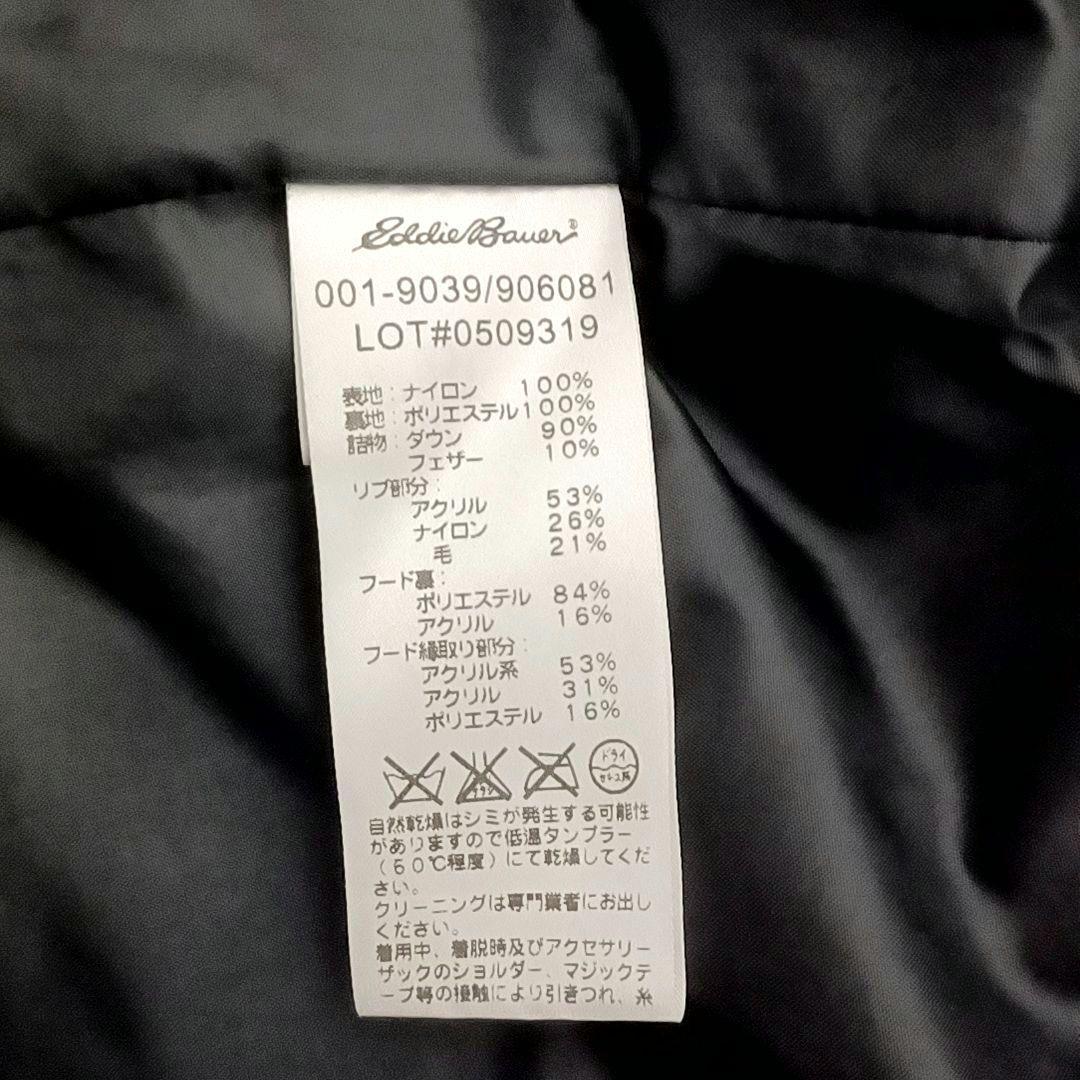 Eddie Bauer®
001-9039/906081
LOT#0509319
表地：ナイロン 100%
裏地：ポリエステル 100%
詰物：ダウン 90%
フェザー 10%
リブ部分：
アクリル 53%
ナイロン 26%
毛 21%
フード裏：
ポリエステル 84%
アクリル 16%
フード縁取り部分：
アクリル系 53%
アクリル 31%
ポリエステル 16%
ドライ
自然乾燥はシミが発生する可能性
がありますので低温タンブラー
（60℃程度）にて乾燥してくだ
さい。
クリーニングは専門業者にお出し
ください。
着用中、着脱時及びアクセサリー
ザックのショルダー、マジックテ
ープ等の接触により引きつれ、糸